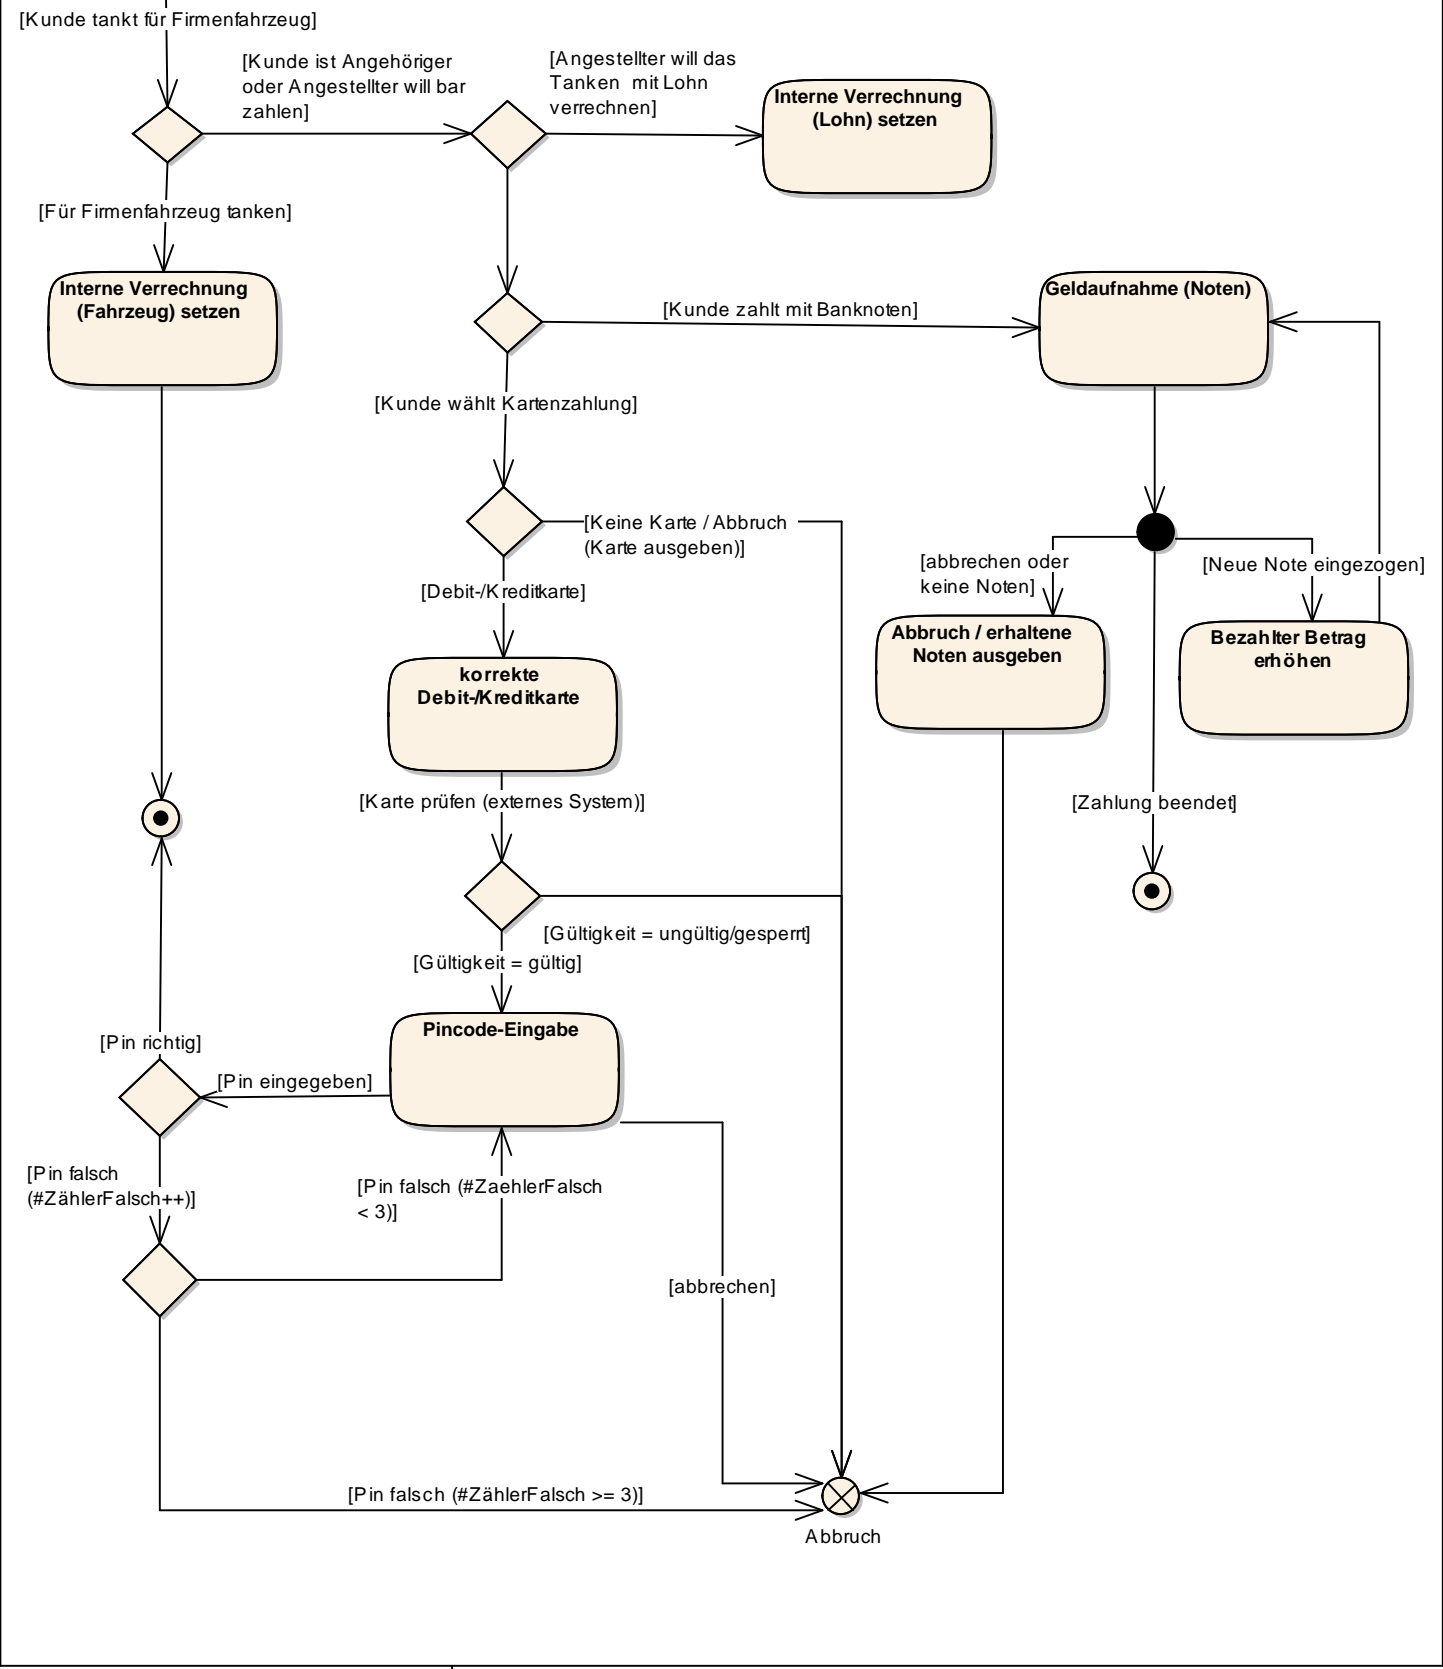 [Kunde tankt für Firmenfahrzeug]
[Kunde ist Angehöriger
oder Angestellter will bar
zahlen]
[Angestellter will das
Tanken mit Lohn
verrechnen]
Interne Verrechnung
(Lohn) setzen
[Für Firmenfahrzeug tanken]
Interne Verrechnung
(Fahrzeug) setzen
[Kunde zahlt mit Banknoten]
Geldaufnahme (Noten)
[Kunde wählt Kartenzahlung]
[Keine Karte / Abbruch
(Karte ausgeben)]
[abbrechen oder
keine Noten]
[Neue Note eingezogen]
[Debit-/Kreditkarte]
Abbruch / erhaltene
Noten ausgeben
Bezahlter Betrag
erhöhen
korrekte
Debit-/Kreditkarte
[Karte prüfen (externes System)]
[Zahlung beendet]
[Gültigkeit = ungültig/gesperrt]
[Gültigkeit = gültig]
Pincode-Eingabe
[Pin richtig]
[Pin eingegeben]
[Pin falsch
(#ZählerFalsch++)]
[Pin falsch (#ZaehlerFalsch
< 3)]
[abbrechen]
[Pin falsch (#ZählerFalsch >= 3)]
Abbruch